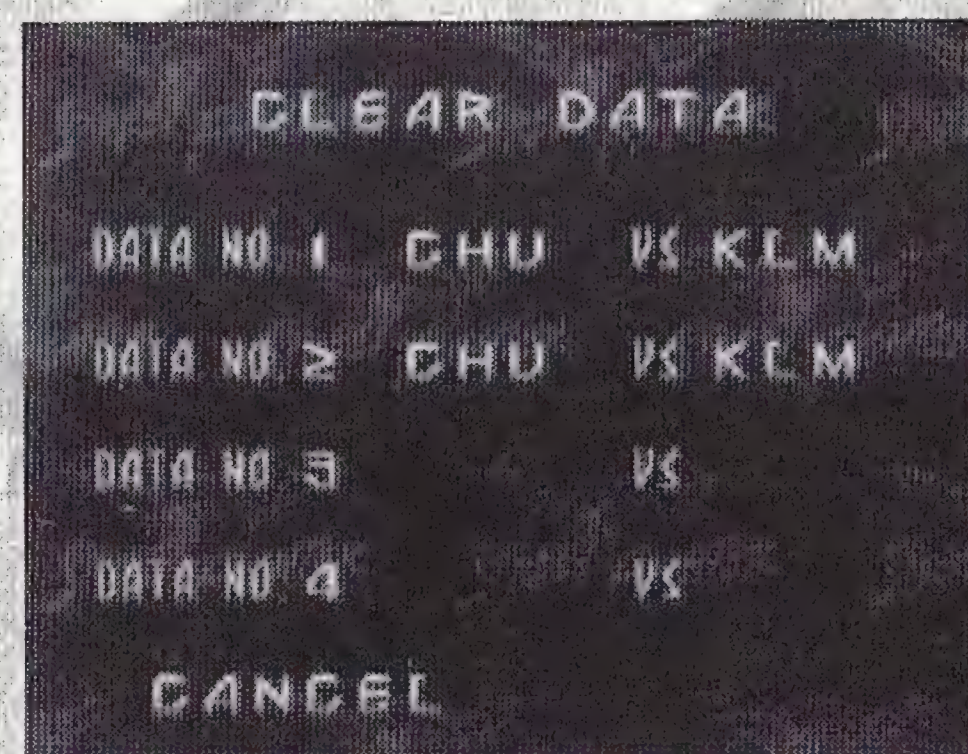 CLEAR DATA
DATA NO 1 CHU VS KLM
DATA NO 2 CHU VS KLM
DATA NO 3 VS
DATA NO 4 VS
CANCEL